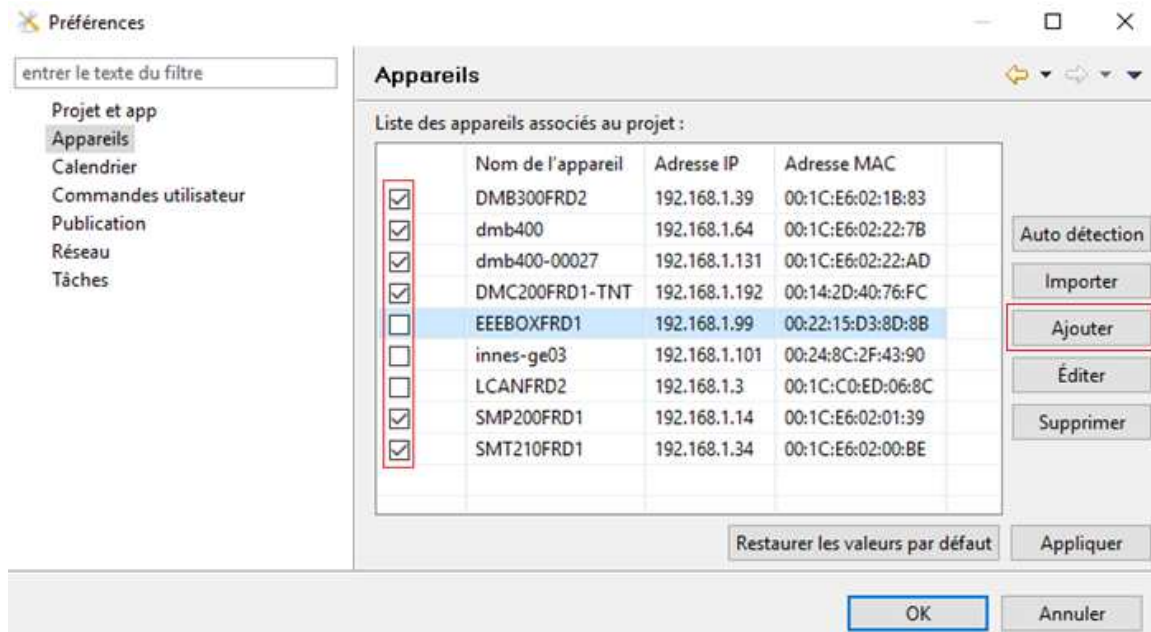 Préférences
entrer le texte du filtre
Projet et app
Appareils
Calendrier
Commandes utilisateur
Publication
Réseau
Tâches
Appareils
Liste des appareils associés au projet :
Nom de l'appareil Adresse IP Adresse MAC
DMB300FRD2 192.168.1.39 00:1C:E6:02:1B:83
dmb400 192.168.1.64 00:1C:E6:02:22:7B
dmb400-00027 192.168.1.131 00:1C:E6:02:22:AD
DMC200FRD1-TNT 192.168.1.192 00:14:2D:40:76:FC
EEEBOXFRD1 192.168.1.99 00:22:15:D3:8D:8B
innes-ge03 192.168.1.101 00:24:8C:2F:43:90
LCANFRD2 192.168.1.3 00:1C:C0:ED:06:8C
SMP200FRD1 192.168.1.14 00:1C:E6:02:01:39
SMT210FRD1 192.168.1.34 00:1C:E6:02:00:BE
Auto détection
Importer
Ajouter
Éditer
Supprimer
Restaurer les valeurs par défaut
Appliquer
OK
Annuler